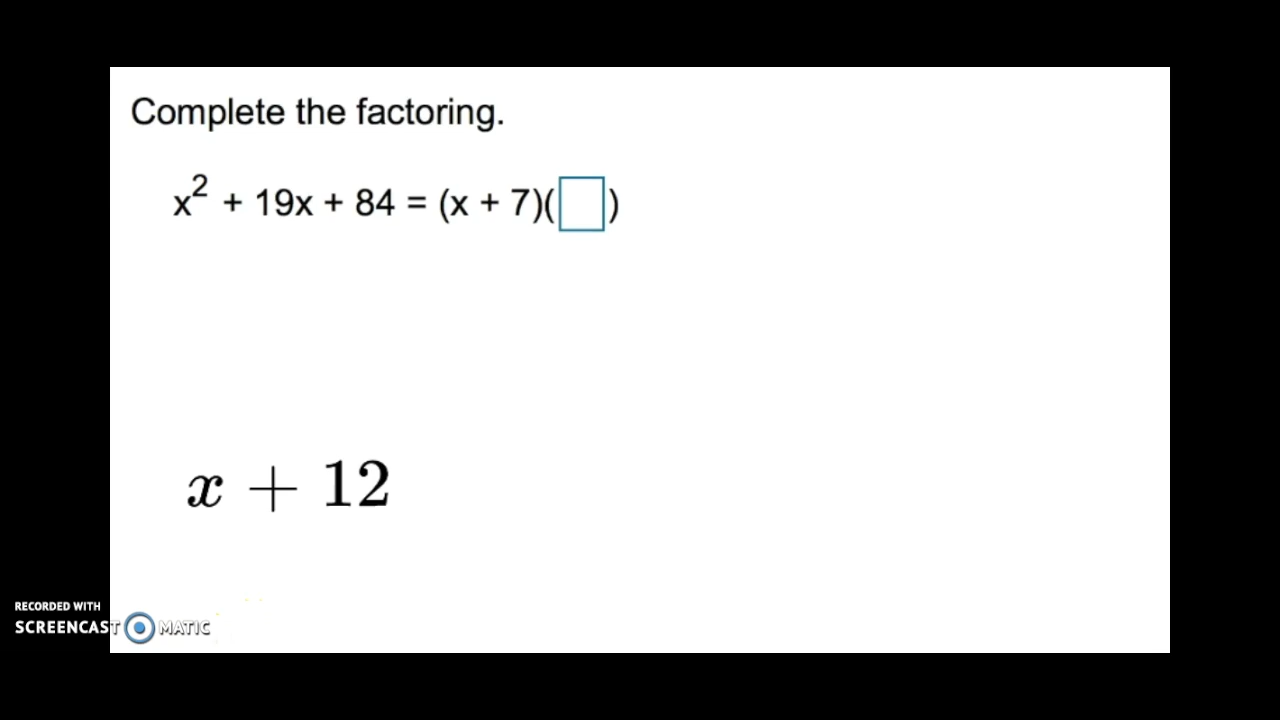 Complete the factoring.
x² + 19x + 84 = (x + 7)(□)
x + 12
RECORDED WITH
SCREENCAST MATIC